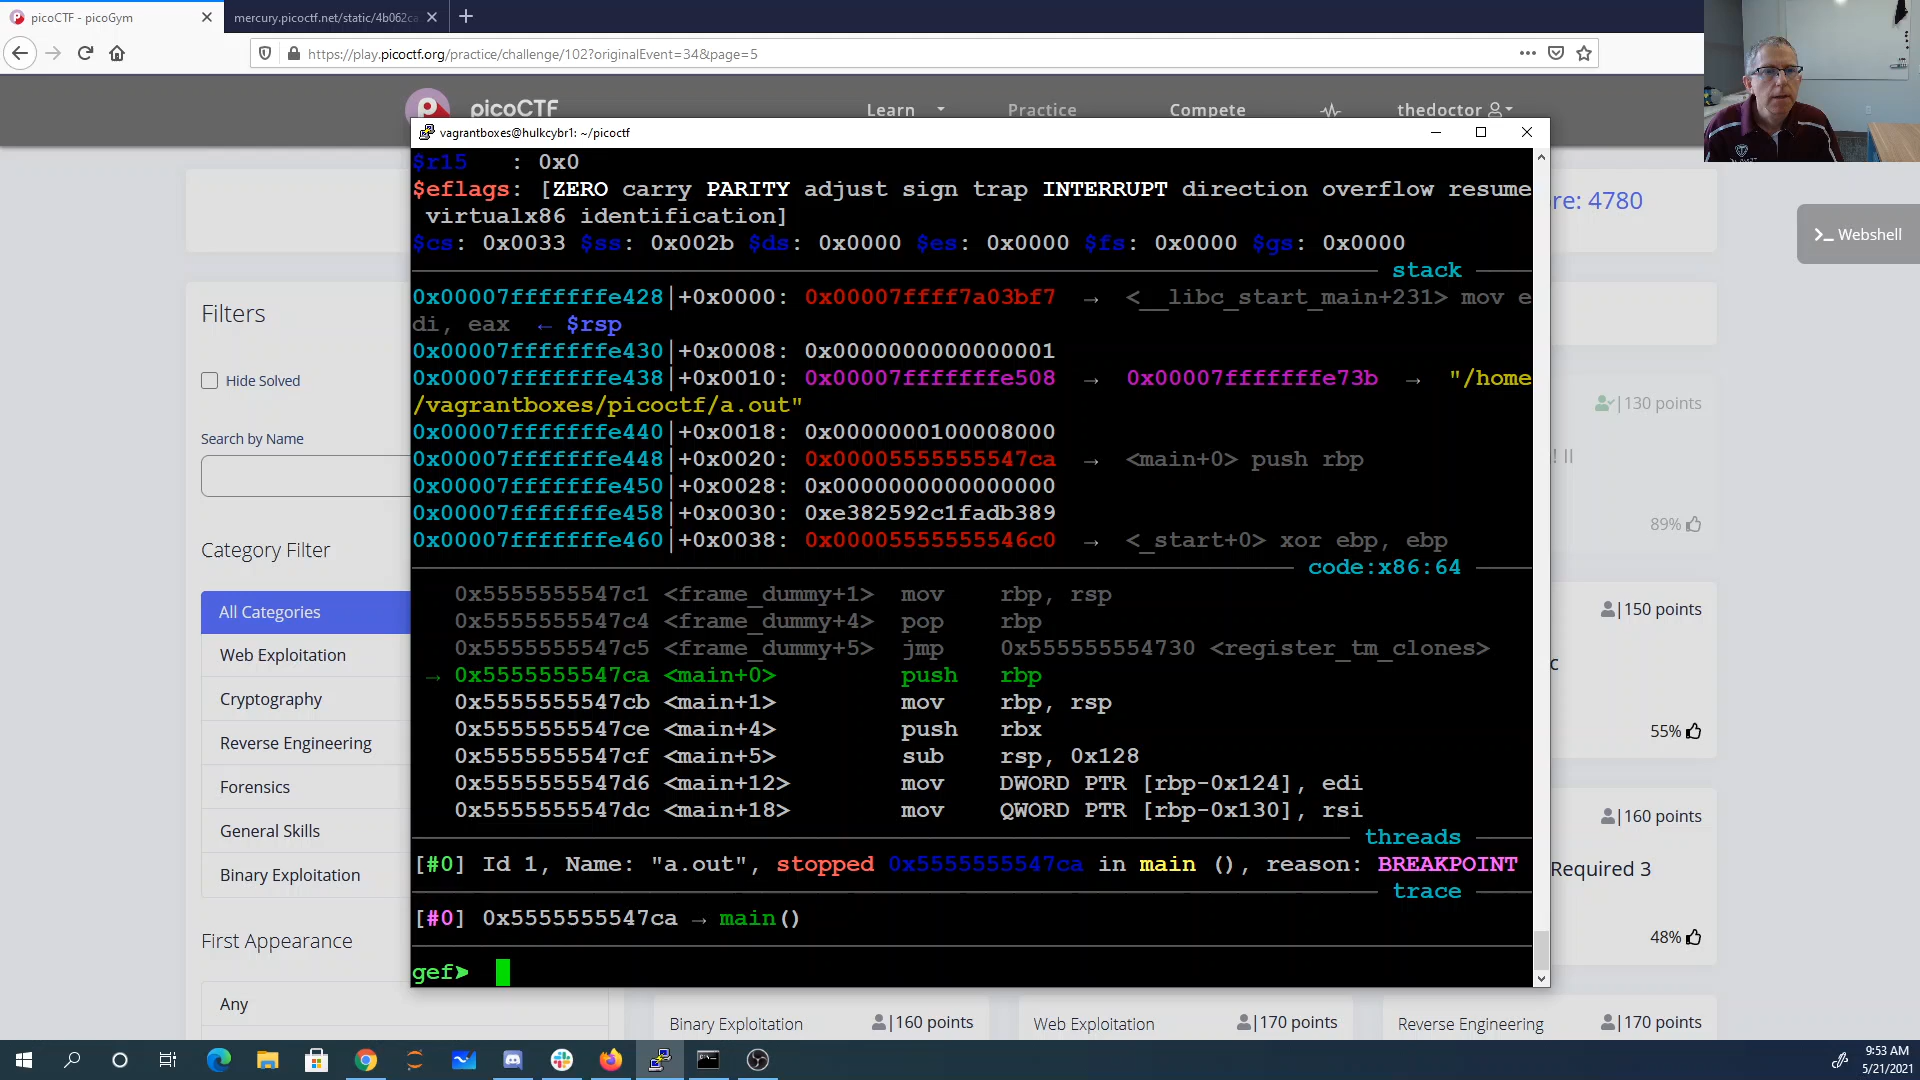 picoCTF - picoGym
mercury.picoctf.net/static/4b062ca
https://play.picoctf.org/practice/challenge/102?originalEvent=34&page=5
picoCTF
Learn
Practice
Compete
thedoctor
vagrantboxes@hulkcybr1: ~/picoctf
$r15   : 0x0
$eflags: [ZERO carry PARITY adjust sign trap INTERRUPT direction overflow resume
virtualx86 identification]
$cs: 0x0033 $ss: 0x002b $ds: 0x0000 $es: 0x0000 $fs: 0x0000 $gs: 0x0000
stack
0x00007fffffffe428|+0x0000: 0x00007ffff7a03bf7  →  <__libc_start_main+231> mov e
di, eax  ← $rsp
0x00007fffffffe430|+0x0008: 0x0000000000000001
0x00007fffffffe438|+0x0010: 0x00007fffffffe508  →  0x00007fffffffe73b  →  "/home
/vagrantboxes/picoctf/a.out"
0x00007fffffffe440|+0x0018: 0x0000000100008000
0x00007fffffffe448|+0x0020: 0x00005555555547ca  →  <main+0> push rbp
0x00007fffffffe450|+0x0028: 0x0000000000000000
0x00007fffffffe458|+0x0030: 0xe382592c1fadb389
0x00007fffffffe460|+0x0038: 0x00005555555546c0  →  <_start+0> xor ebp, ebp
code:x86:64
0x5555555547c1 <frame_dummy+1>  mov    rbp, rsp
0x5555555547c4 <frame_dummy+4>  pop    rbp
0x5555555547c5 <frame_dummy+5>  jmp    0x555555554730 <register_tm_clones>
→ 0x5555555547ca <main+0>         push   rbp
0x5555555547cb <main+1>         mov    rbp, rsp
0x5555555547ce <main+4>         push   rbx
0x5555555547cf <main+5>         sub    rsp, 0x128
0x5555555547d6 <main+12>        mov    DWORD PTR [rbp-0x124], edi
0x5555555547dc <main+18>        mov    QWORD PTR [rbp-0x130], rsi
threads
[#0] Id 1, Name: "a.out", stopped 0x5555555547ca in main (), reason: BREAKPOINT
trace
[#0] 0x5555555547ca → main()
gef➤
Filters
Hide Solved
Search by Name
Category Filter
All Categories
Web Exploitation
Cryptography
Reverse Engineering
Forensics
General Skills
Binary Exploitation
First Appearance
Any
re: 4780
>_ Webshell
|130 points
! ||
89%
|150 points
c
55%
|160 points
Required 3
48%
Binary Exploitation |160 points
Web Exploitation |170 points
Reverse Engineering |170 points
9:53 AM
5/21/2021